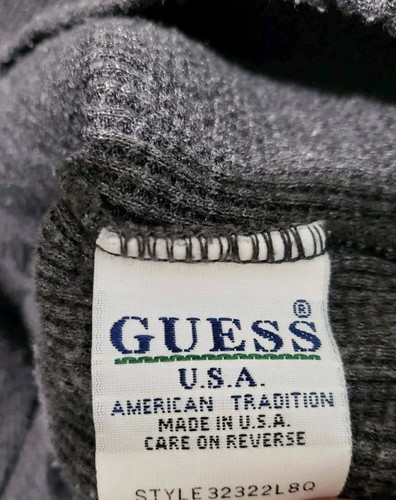 GUESS®
U.S.A.
AMERICAN TRADITION
MADE IN U.S.A.
CARE ON REVERSE
STYLE 32322L8Q